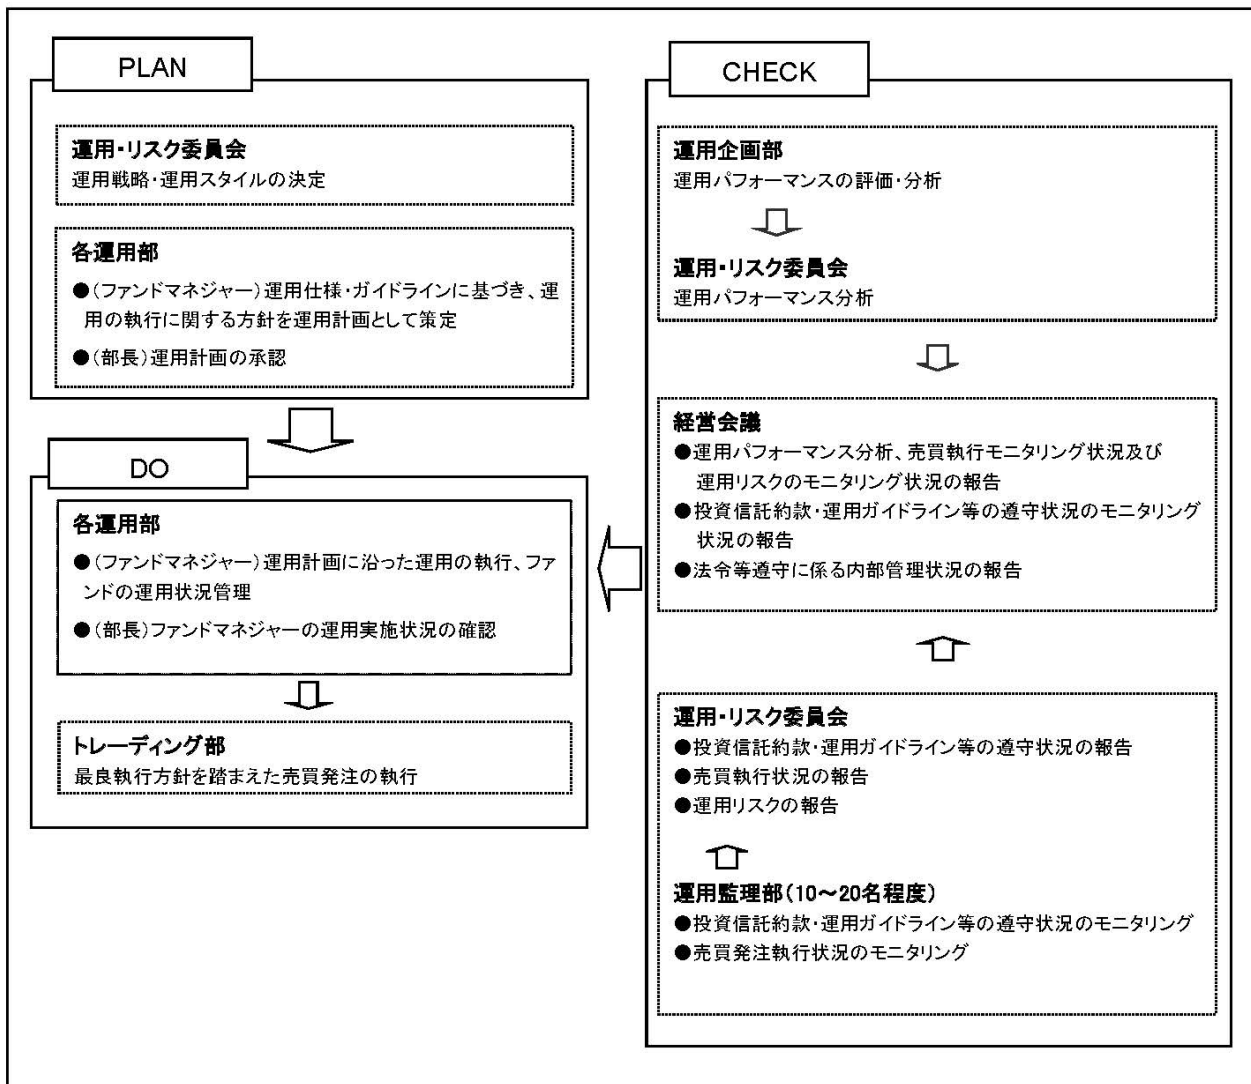 PLAN
運用・リスク委員会
運用戦略・運用スタイルの決定
各運用部
●(ファンドマネジャー)運用仕様・ガイドラインに基づき、運
用の執行に関する方針を運用計画として策定
●(部長)運用計画の承認
DO
各運用部
●(ファンドマネジャー)運用計画に沿った運用の執行、ファ
ンドの運用状況管理
●(部長)ファンドマネジャーの運用実施状況の確認
トレーディング部
最良執行方針を踏まえた売買発注の執行
CHECK
運用企画部
運用パフォーマンスの評価・分析
運用・リスク委員会
運用パフォーマンス分析
経営会議
●運用パフォーマンス分析、売買執行モニタリング状況及び
運用リスクのモニタリング状況の報告
●投資信託約款・運用ガイドライン等の遵守状況のモニタリング
状況の報告
●法令等遵守に係る内部管理状況の報告
運用・リスク委員会
●投資信託約款・運用ガイドライン等の遵守状況の報告
●売買執行状況の報告
●運用リスクの報告
運用監理部(10～20名程度)
●投資信託約款・運用ガイドライン等の遵守状況のモニタリング
●売買発注執行状況のモニタリング